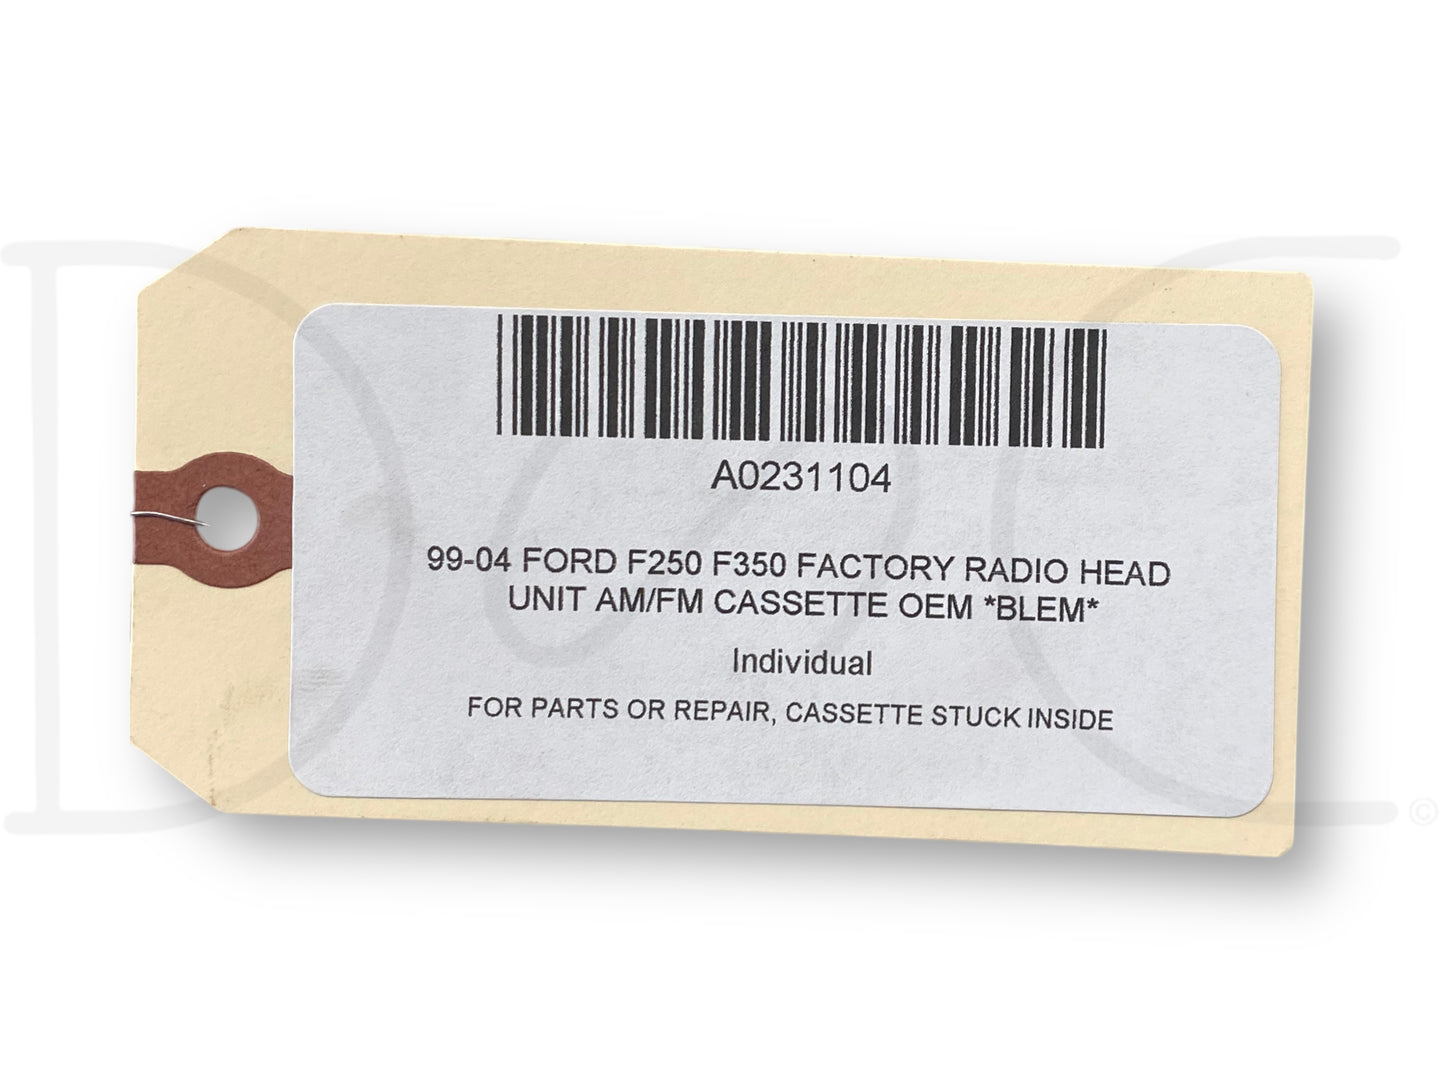 A0231104
99-04 FORD F250 F350 FACTORY RADIO HEAD
UNIT AM/FM CASSETTE OEM *BLEM*
Individual
FOR PARTS OR REPAIR, CASSETTE STUCK INSIDE
©